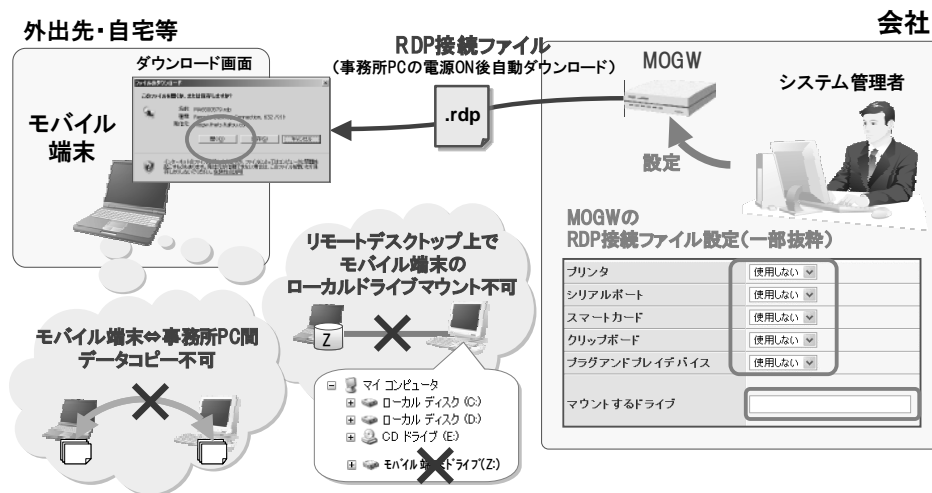 外出先・自宅等
会社
ダウンロード画面
RDP接続ファイル
(事務所PCの電源ON後自動ダウンロード)
MOGW
システム管理者
モバイル
端末
.rdp
設定
MOGWの
RDP接続ファイル設定(一部抜粋)
プリンタ 使用しない
シリアルポート 使用しない
スマートカード 使用しない
クリップボード 使用しない
プラグアンドプレイデバイス 使用しない
マウントするドライブ
リモートデスクトップ上で
モバイル端末の
ローカルドライブマウント不可
Z
モバイル端末⇔事務所PC間
データコピー不可
マイ コンピュータ
ローカル ディスク (C:)
ローカル ディスク (D:)
CD ドライブ (E:)
モバイル端 ドライブ(Z:)